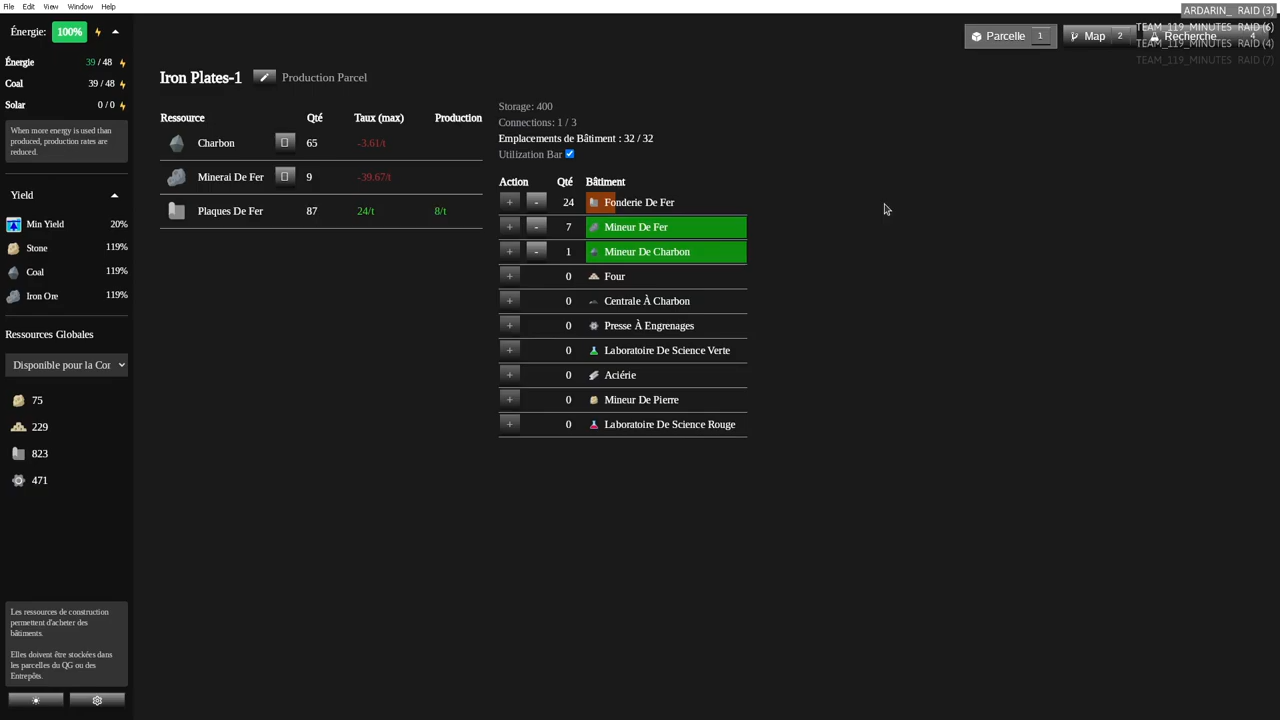 File Edit View Window Help
ARDARIN_ RAID (3)
TEAM_119_MINUTES RAID (6)
TEAM_119_MINUTES RAID (4)
TEAM_119_MINUTES RAID (7)
Énergie: 100%
Énergie 39 / 48
Coal 39 / 48
Solar 0 / 0
When more energy is used than
produced, production rates are
reduced.
Yield
Min Yield 20%
Stone 119%
Coal 119%
Iron Ore 119%
Ressources Globales
Disponible pour la Cor
75
229
823
471
Les ressources de construction
permettent d'acheter des
bâtiments.
Elles doivent être stockées dans
les parcelles du QG ou des
Entrepôts.
Parcelle 1
Map 2
Recherche 4
Iron Plates-1 Production Parcel
Ressource Qté Taux (max) Production
Charbon 65 -3.61/t
Minerai De Fer 9 -39.67/t
Plaques De Fer 87 24/t 8/t
Storage: 400
Connections: 1 / 3
Emplacements de Bâtiment : 32 / 32
Utilization Bar
Action Qté Bâtiment
+ - 24 Fonderie De Fer
+ - 7 Mineur De Fer
+ - 1 Mineur De Charbon
+ 0 Four
+ 0 Centrale À Charbon
+ 0 Presse À Engrenages
+ 0 Laboratoire De Science Verte
+ 0 Aciérie
+ 0 Mineur De Pierre
+ 0 Laboratoire De Science Rouge